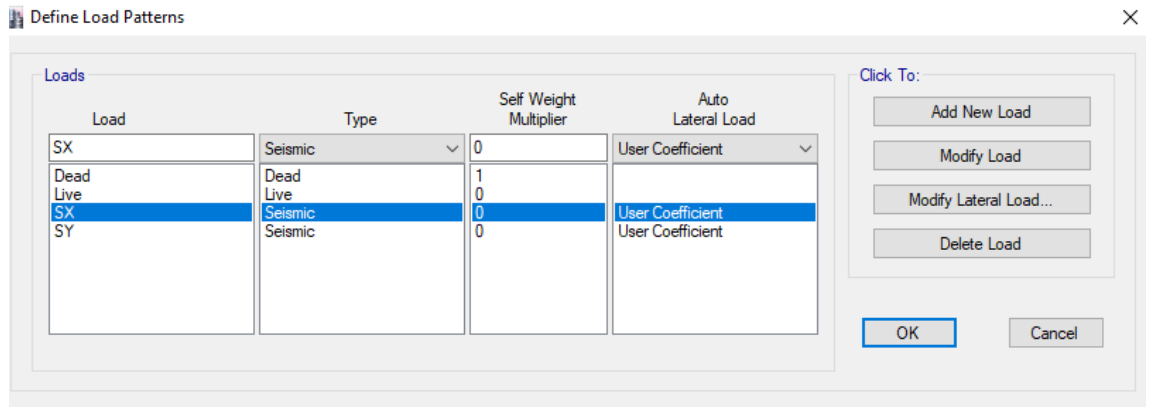 Define Load Patterns
Loads
Click To:
Load Type Self Weight Multiplier Auto Lateral Load
SX Seismic 0 User Coefficient
Dead Dead 1
Live Live 0
SX Seismic 0 User Coefficient
SY Seismic 0 User Coefficient
Add New Load
Modify Load
Modify Lateral Load...
Delete Load
OK Cancel